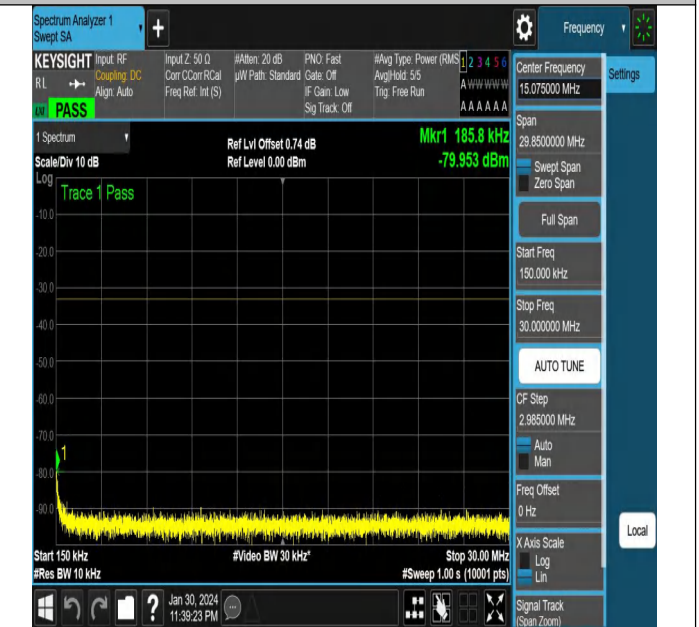 Spectrum Analyzer 1
Swept SA
+
Frequency
KEYSIGHT
RL
LXI
PASS
Input: RF
Coupling: DC
Align: Auto
Input Z: 50 Ω
Corr CCorr RCal
Freq Ref: Int (S)
#Atten: 20 dB
µW Path: Standard
PNO: Fast
Gate: Off
IF Gain: Low
Sig Track: Off
#Avg Type: Power (RMS
Avg|Hold: 5/5
Trig: Free Run
1 2 3 4 5 6
A W W W W W
A A A A A A
1 Spectrum
Scale/Div 10 dB
Ref Lvl Offset 0.74 dB
Ref Level 0.00 dBm
Mkr1 185.8 kHz
-79.953 dBm
Log
Trace 1 Pass
-10.0
-20.0
-30.0
-40.0
-50.0
-60.0
-70.0
-80.0
-90.0
1
Start 150 kHz
#Res BW 10 kHz
#Video BW 30 kHz*
Stop 30.00 MHz
#Sweep 1.00 s (10001 pts)
?
Jan 30, 2024
11:39:23 PM
Center Frequency
15.075000 MHz
Settings
Span
29.8500000 MHz
Swept Span
Zero Span
Full Span
Start Freq
150.000 kHz
Stop Freq
30.000000 MHz
AUTO TUNE
CF Step
2.985000 MHz
Auto
Man
Freq Offset
0 Hz
X Axis Scale
Log
Lin
Local
Signal Track
(Span Zoom)